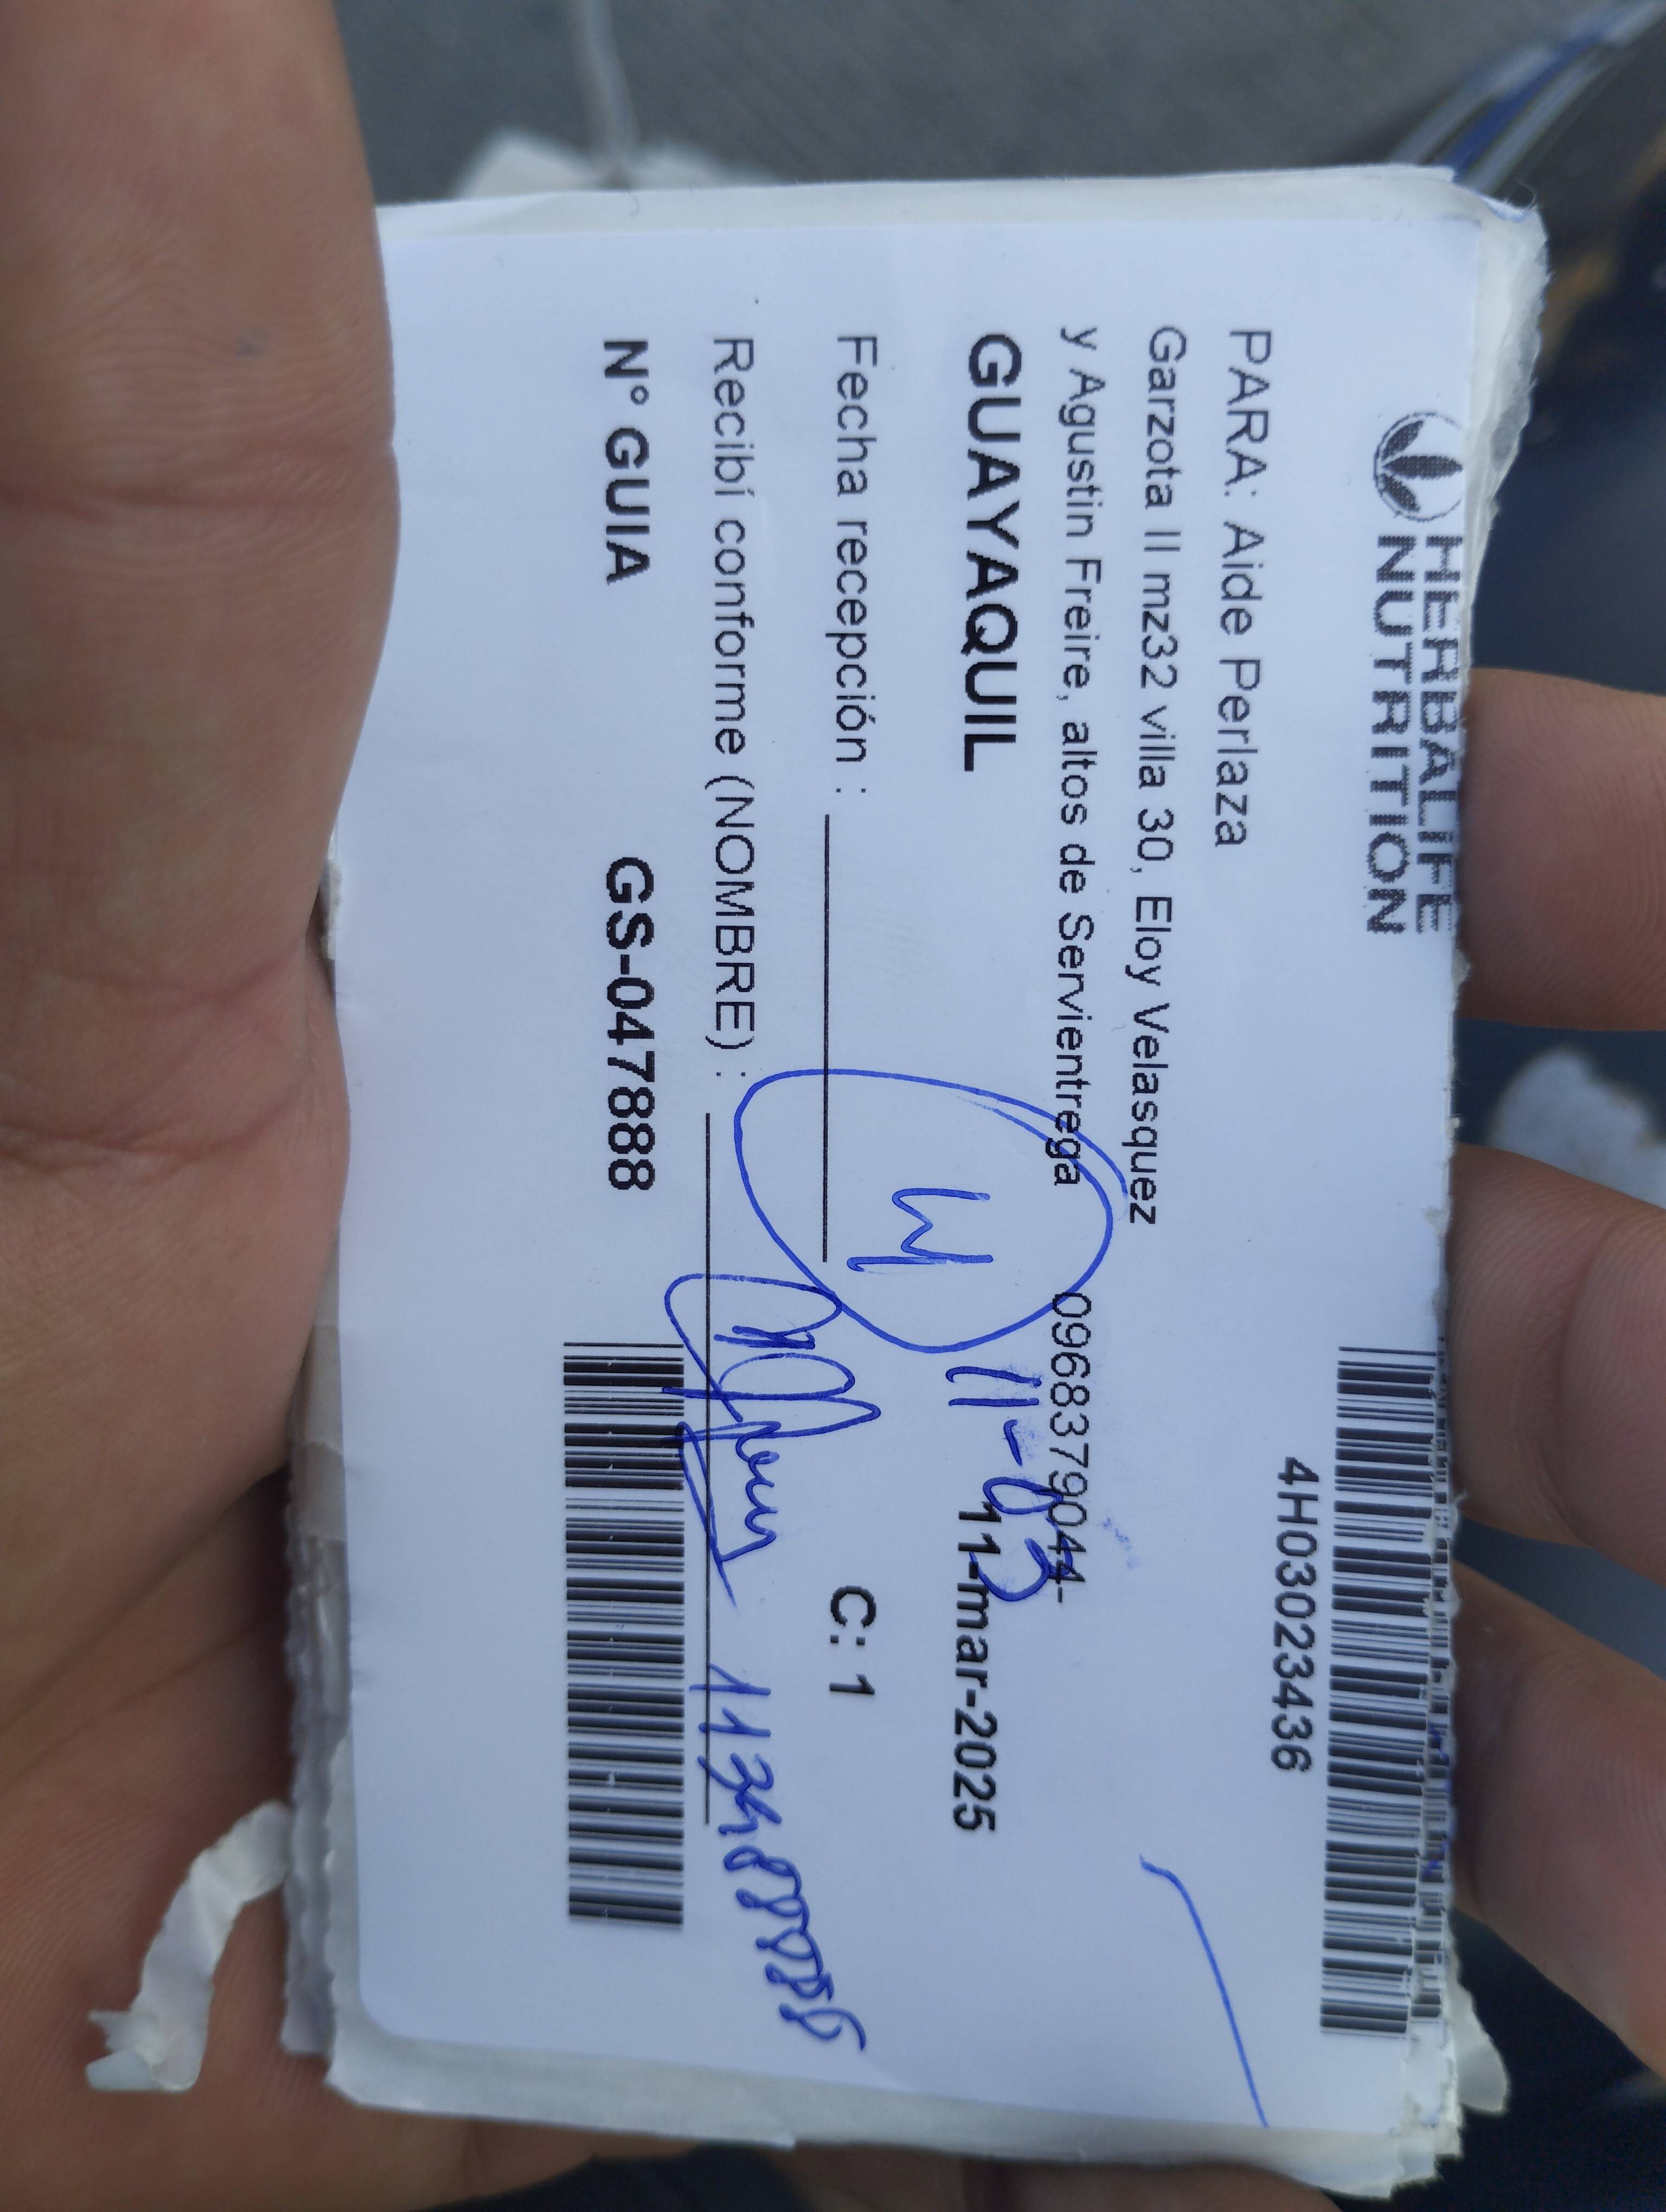 HERBALIFE
NUTRITION
4H03023436
PARA: Aide Perlaza
Garzota II mz32 villa 30, Eloy Velasquez
y Agustin Freire, altos de Servientrega 0968379044-
11-03
GUAYAQUIL 11-mar-2025
Fecha recepción :
C: 1
Recibí conforme (NOMBRE) :
N° GUIA GS-047888